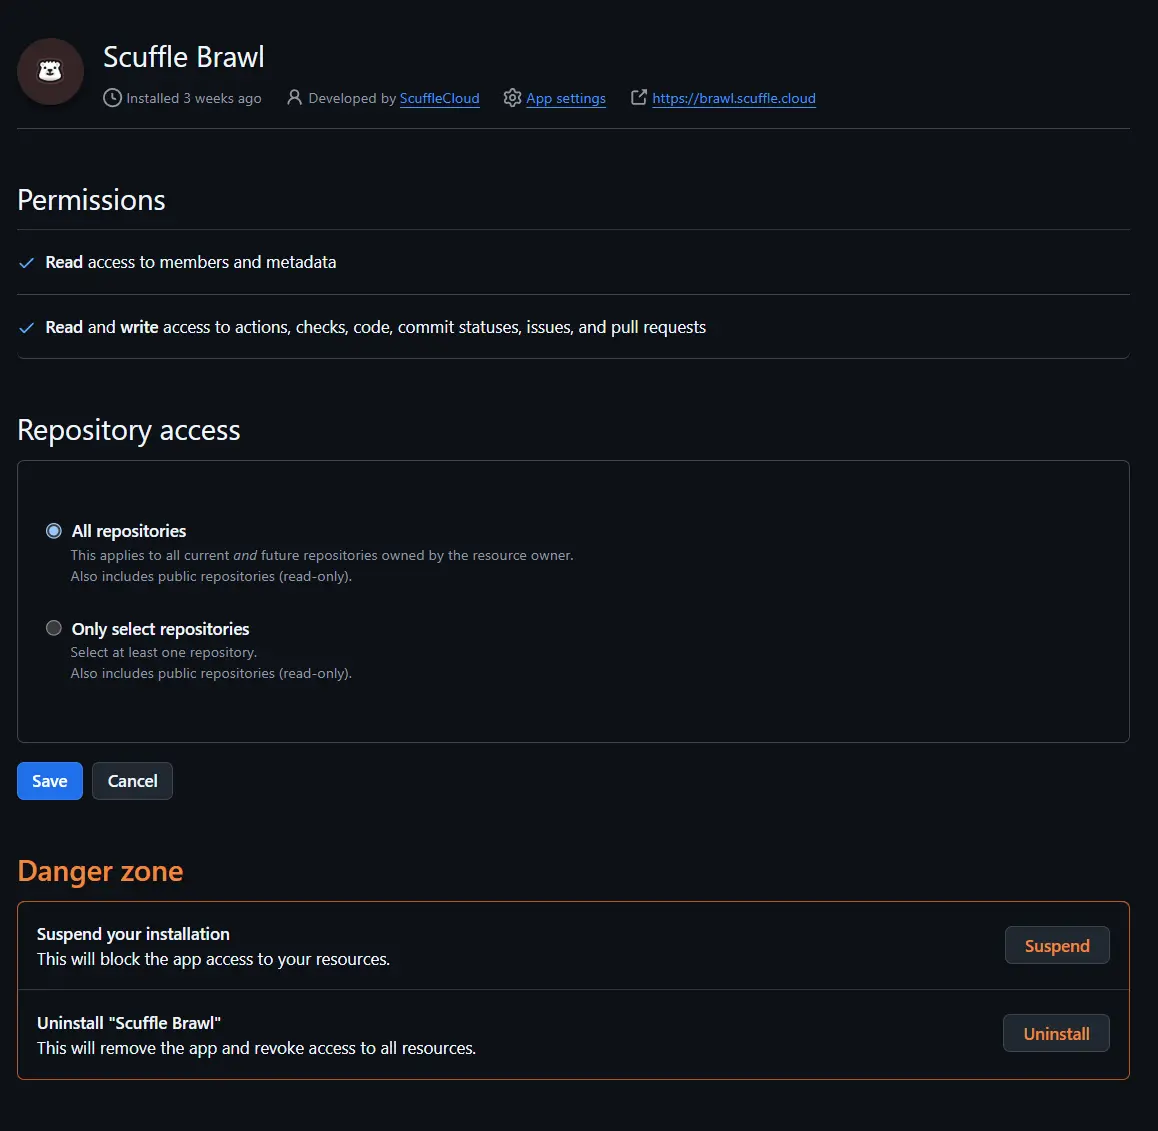 Scuffle Brawl
Installed 3 weeks ago Developed by ScuffleCloud App settings https://brawl.scuffle.cloud
Permissions
Read access to members and metadata
Read and write access to actions, checks, code, commit statuses, issues, and pull requests
Repository access
All repositories
This applies to all current and future repositories owned by the resource owner.
Also includes public repositories (read-only).
Only select repositories
Select at least one repository.
Also includes public repositories (read-only).
Save Cancel
Danger zone
Suspend your installation
This will block the app access to your resources.
Suspend
Uninstall "Scuffle Brawl"
This will remove the app and revoke access to all resources.
Uninstall